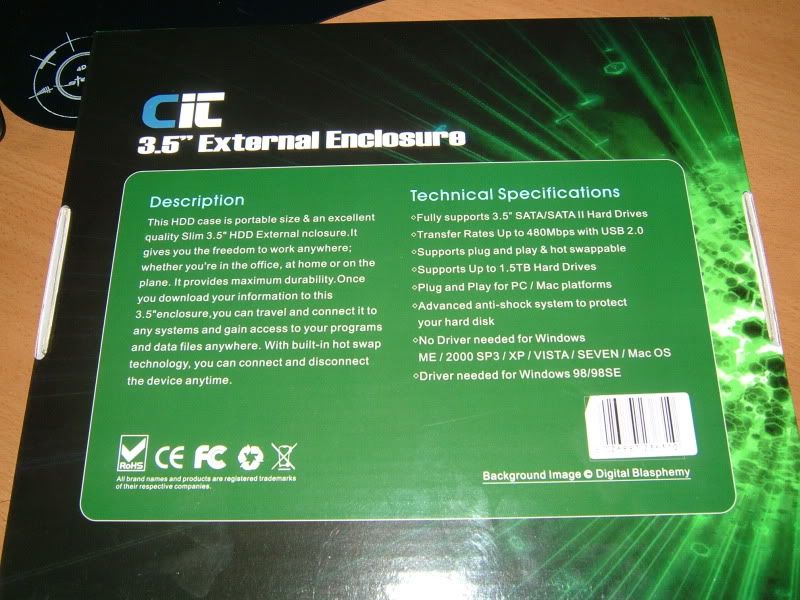 CiT
3.5" External Enclosure
Description
This HDD case is portable size & an excellent
quality Slim 3.5" HDD External nclosure.It
gives you the freedom to work anywhere;
whether you're in the office, at home or on the
plane. It provides maximum durability.Once
you download your information to this
3.5"enclosure,you can travel and connect it to
any systems and gain access to your programs
and data files anywhere. With built-in hot swap
technology, you can connect and disconnect
the device anytime.
Technical Specifications
◇Fully supports 3.5" SATA/SATA II Hard Drives
◇Transfer Rates Up to 480Mbps with USB 2.0
◇Supports plug and play & hot swappable
◇Supports Up to 1.5TB Hard Drives
◇Plug and Play for PC / Mac platforms
◇Advanced anti-shock system to protect
your hard disk
◇No Driver needed for Windows
ME / 2000 SP3 / XP / VISTA / SEVEN / Mac OS
◇Driver needed for Windows 98/98SE
RoHS CE FC
All brand names and products are registered trademarks
of their respective companies.
Background Image © Digital Blasphemy